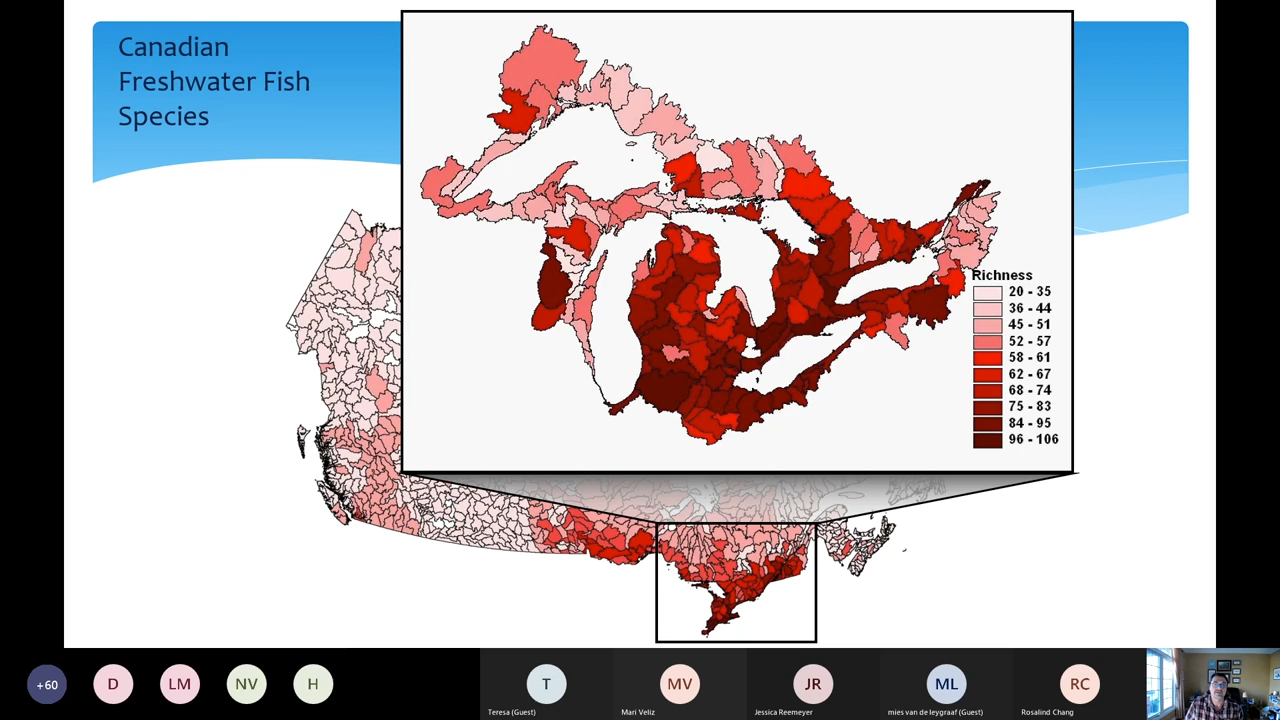 Canadian
Freshwater Fish
Species
Richness
20 - 35
36 - 44
45 - 51
52 - 57
58 - 61
62 - 67
68 - 74
75 - 83
84 - 95
96 - 106
+60
D
LM
NV
H
T
MV
JR
ML
RC
Teresa (Guest)
Mari Veliz
Jessica Reemeyer
mies van de leygraaf (Guest)
Rosalind Chang